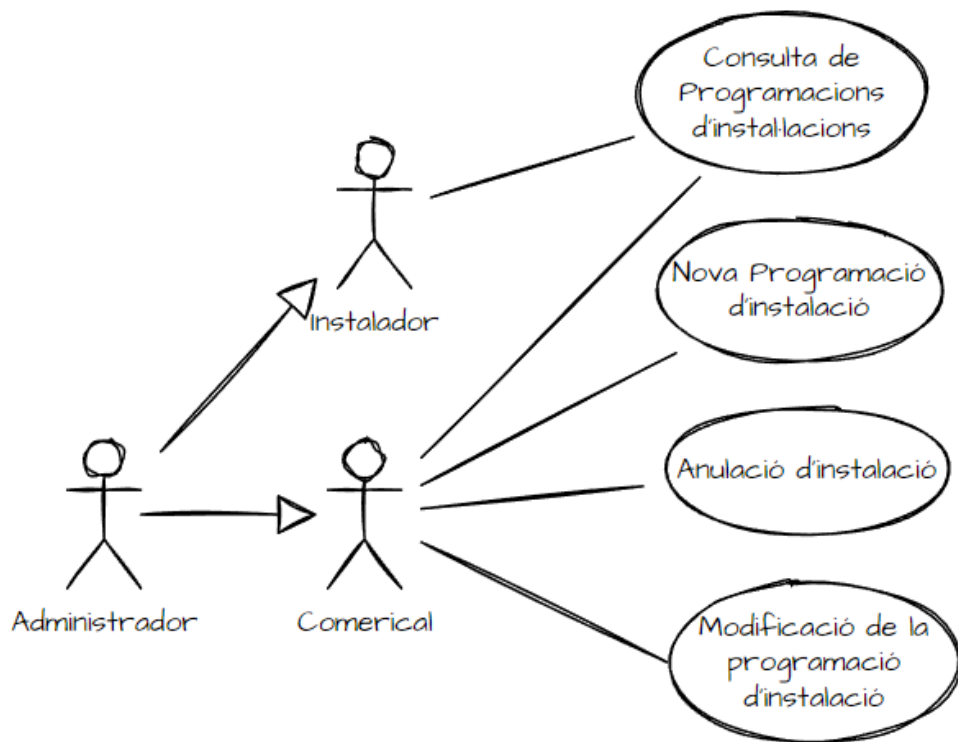 Consulta de
Programacions
d'instal·lacions
Instalador
Nova Programació
d'instalació
Anulació d'instalació
Administrador
Comerical
Modificació de la
programació
d'instalació